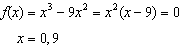 f(x) = x³ − 9x² = x²(x − 9) = 0
x = 0, 9